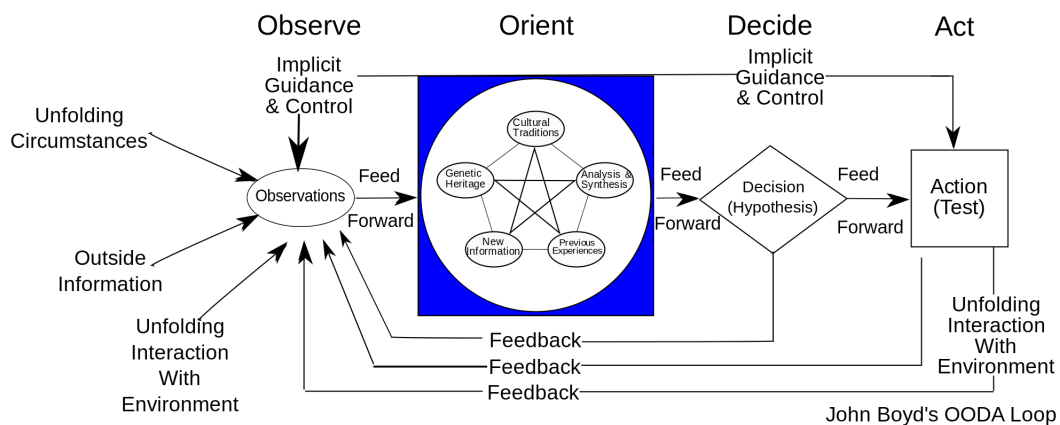 Observe
Orient
Decide
Act
Implicit
Guidance
& Control
Implicit
Guidance
& Control
Unfolding
Circumstances
Observations
Feed
Forward
Cultural
Traditions
Genetic
Heritage
Analysis &
Synthesis
New
Information
Previous
Experiences
Feed
Forward
Decision
(Hypothesis)
Feed
Forward
Action
(Test)
Outside
Information
Unfolding
Interaction
With
Environment
Unfolding
Interaction
With
Environment
Feedback
Feedback
Feedback
John Boyd's OODA Loop